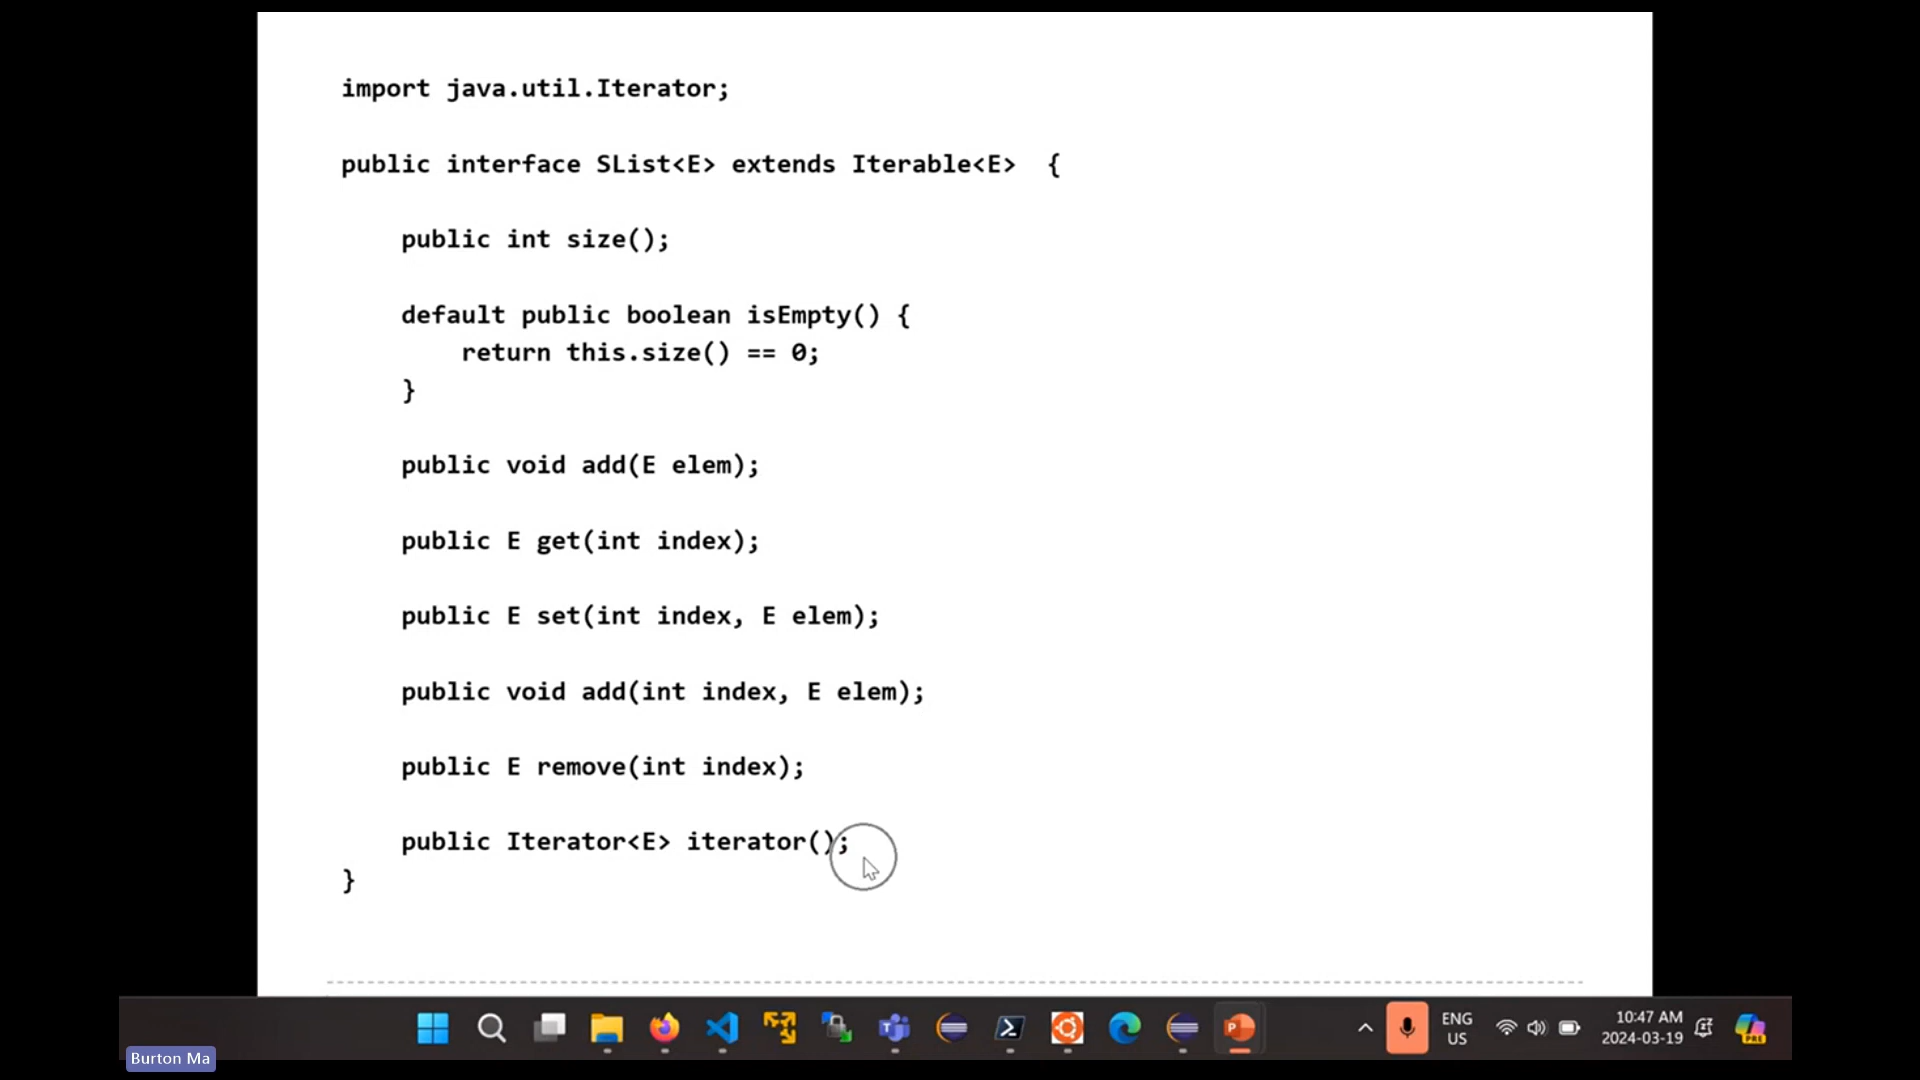 import java.util.Iterator;
public interface SList<E> extends Iterable<E>  {
public int size();
default public boolean isEmpty() {
return this.size() == 0;
}
public void add(E elem);
public E get(int index);
public E set(int index, E elem);
public void add(int index, E elem);
public E remove(int index);
public Iterator<E> iterator();
}
ENG
US
10:47 AM
2024-03-19
PRE
Burton Ma